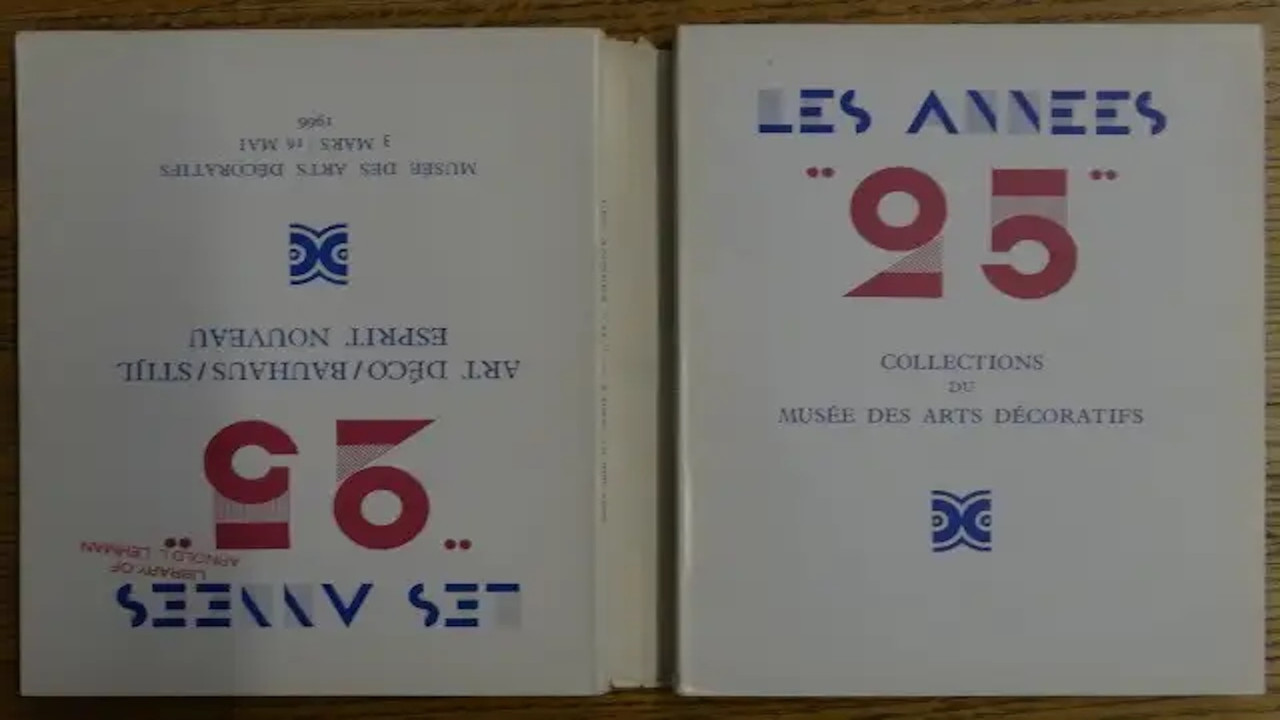 LES ANNEES
"25"
COLLECTIONS
DU
MUSÉE DES ARTS DÉCORATIFS
LIBRARY OF
ARNOLD L. LEHMAN
LES ANNEES
"25"
ART DÉCO/BAUHAUS/STIJL
ESPRIT NOUVEAU
MUSÉE DES ARTS DÉCORATIFS
3 MARS 16 MAI
1966